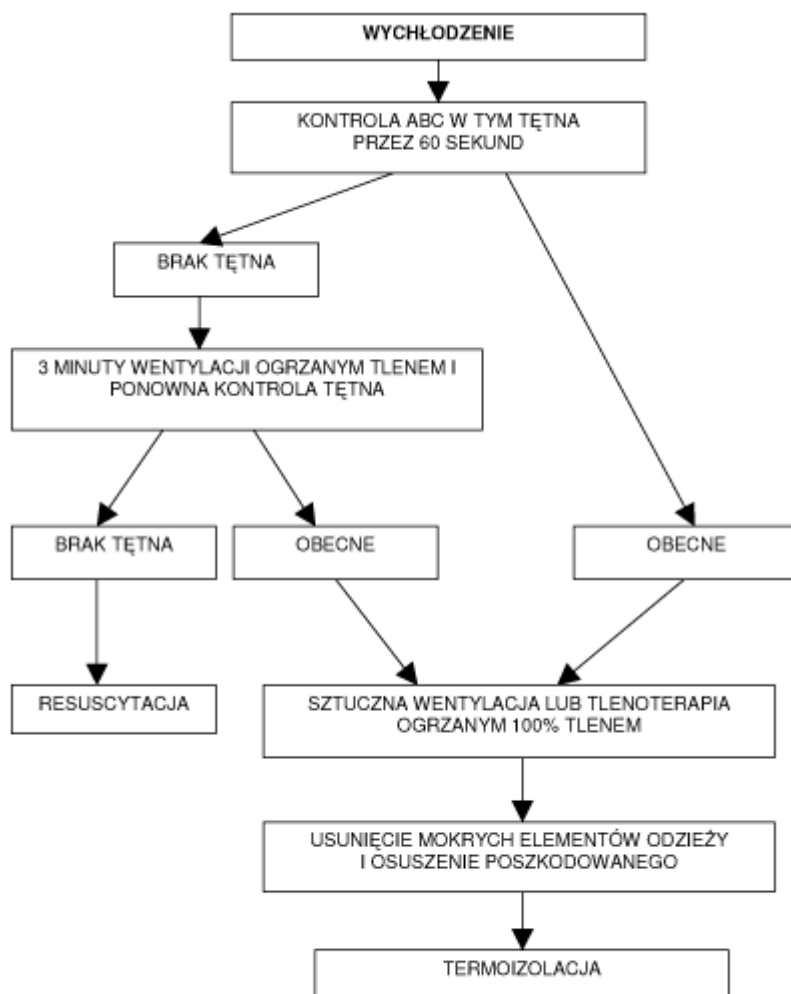 WYCHŁODZENIE
KONTROLA ABC W TYM TĘTNA
PRZEZ 60 SEKUND
BRAK TĘTNA
3 MINUTY WENTYLACJI OGRZANYM TLENEM I
PONOWNA KONTROLA TĘTNA
BRAK TĘTNA
OBECNE
OBECNE
RESUSCYTACJA
SZTUCZNA WENTYLACJA LUB TLENOTERAPIA
OGRZANYM 100% TLENEM
USUNIĘCIE MOKRYCH ELEMENTÓW ODZIEŻY
I OSUSZENIE POSZKODOWANEGO
TERMOIZOLACJA